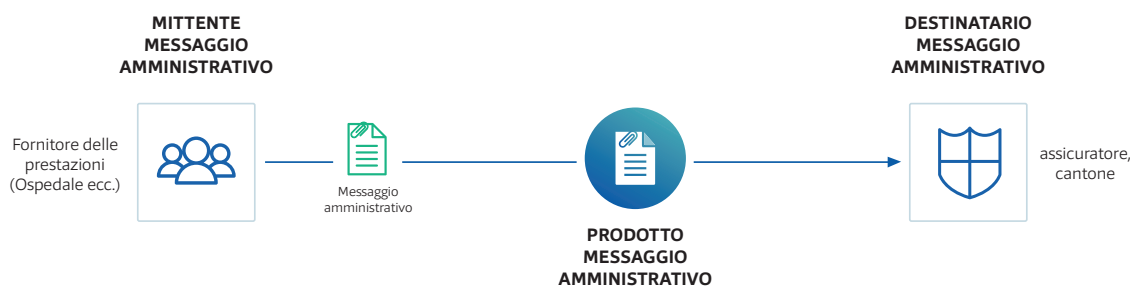 MITTENTE
MESSAGGIO
AMMINISTRATIVO
Fornitore delle
prestazioni
(Ospedale ecc.)
Messaggio
amministrativo
PRODOTTO
MESSAGGIO
AMMINISTRATIVO
DESTINATARIO
MESSAGGIO
AMMINISTRATIVO
assicuratore,
cantone